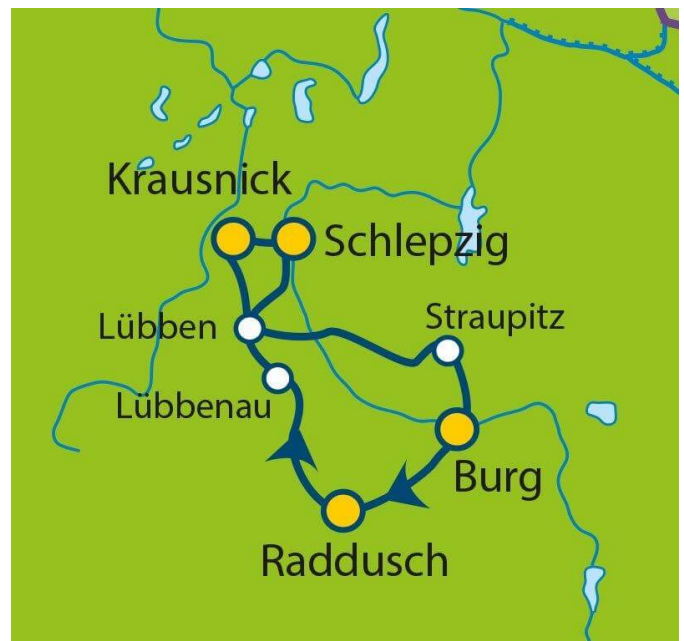 Krausnick
Schlepzig
Straupitz
Lübben
Lübbenau
Burg
Raddusch